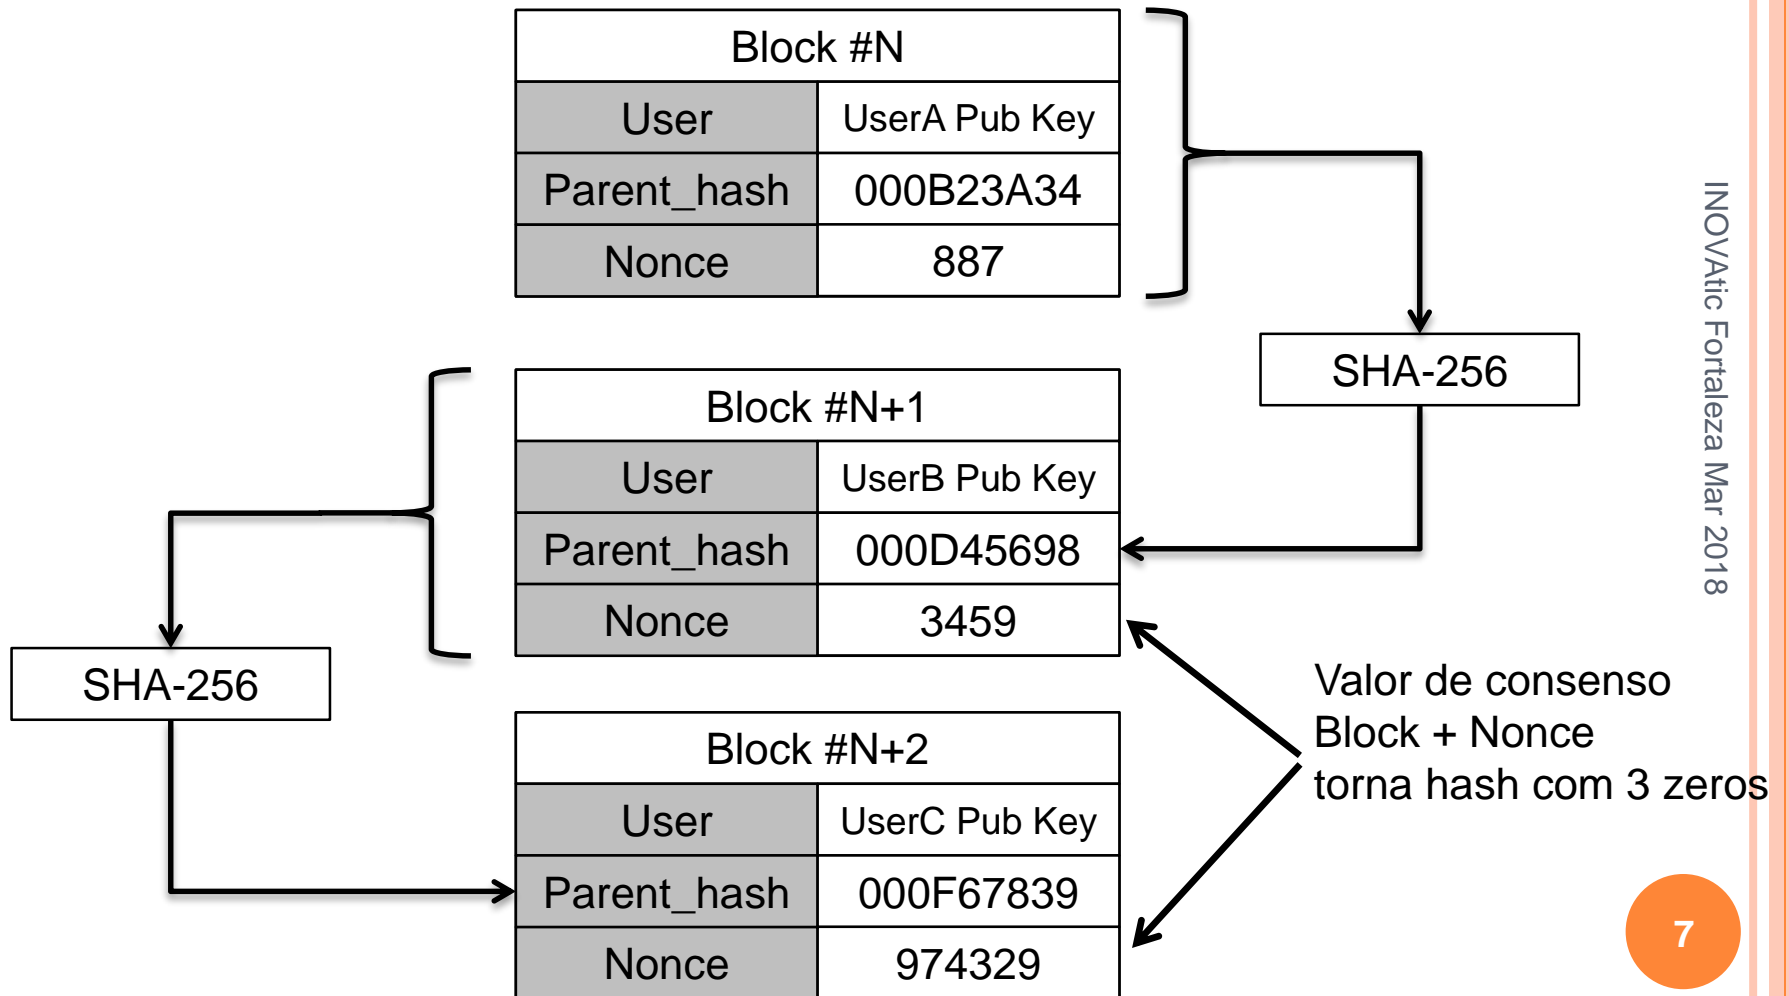 Block #N
User UserA Pub Key
Parent_hash 000B23A34
Nonce 887
SHA-256
Block #N+1
User UserB Pub Key
Parent_hash 000D45698
Nonce 3459
SHA-256
Valor de consenso
Block + Nonce
torna hash com 3 zeros
Block #N+2
User UserC Pub Key
Parent_hash 000F67839
Nonce 974329
INOVAtic Fortaleza Mar 2018
7